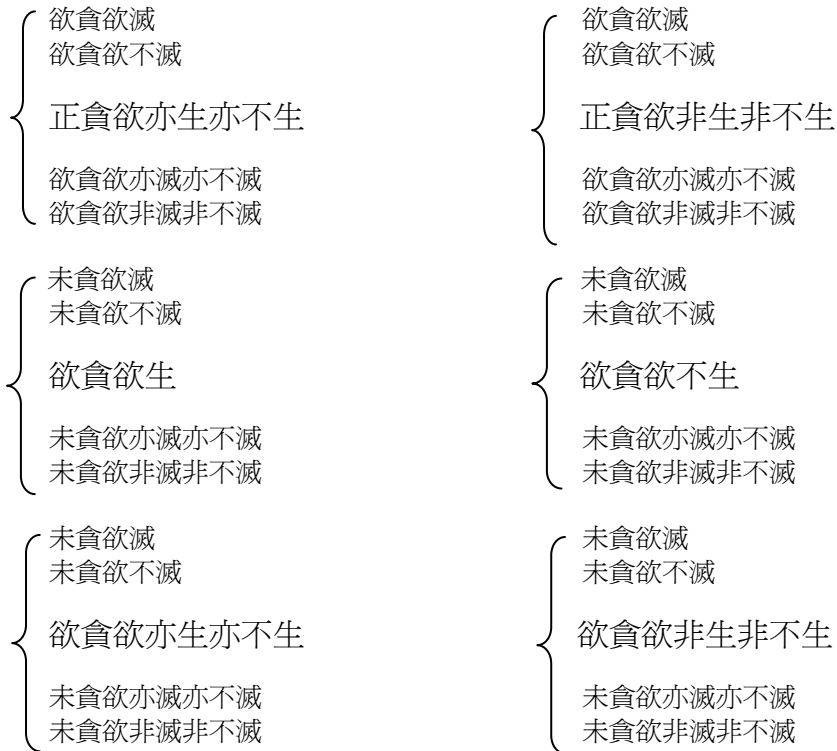 欲貪欲滅
欲貪欲不滅
正貪欲亦生亦不生
欲貪欲亦滅亦不滅
欲貪欲非滅非不滅
欲貪欲滅
欲貪欲不滅
正貪欲非生非不生
欲貪欲亦滅亦不滅
欲貪欲非滅非不滅
未貪欲滅
未貪欲不滅
欲貪欲生
未貪欲亦滅亦不滅
未貪欲非滅非不滅
未貪欲滅
未貪欲不滅
欲貪欲不生
未貪欲亦滅亦不滅
未貪欲非滅非不滅
未貪欲滅
未貪欲不滅
欲貪欲亦生亦不生
未貪欲亦滅亦不滅
未貪欲非滅非不滅
未貪欲滅
未貪欲不滅
欲貪欲非生非不生
未貪欲亦滅亦不滅
未貪欲非滅非不滅